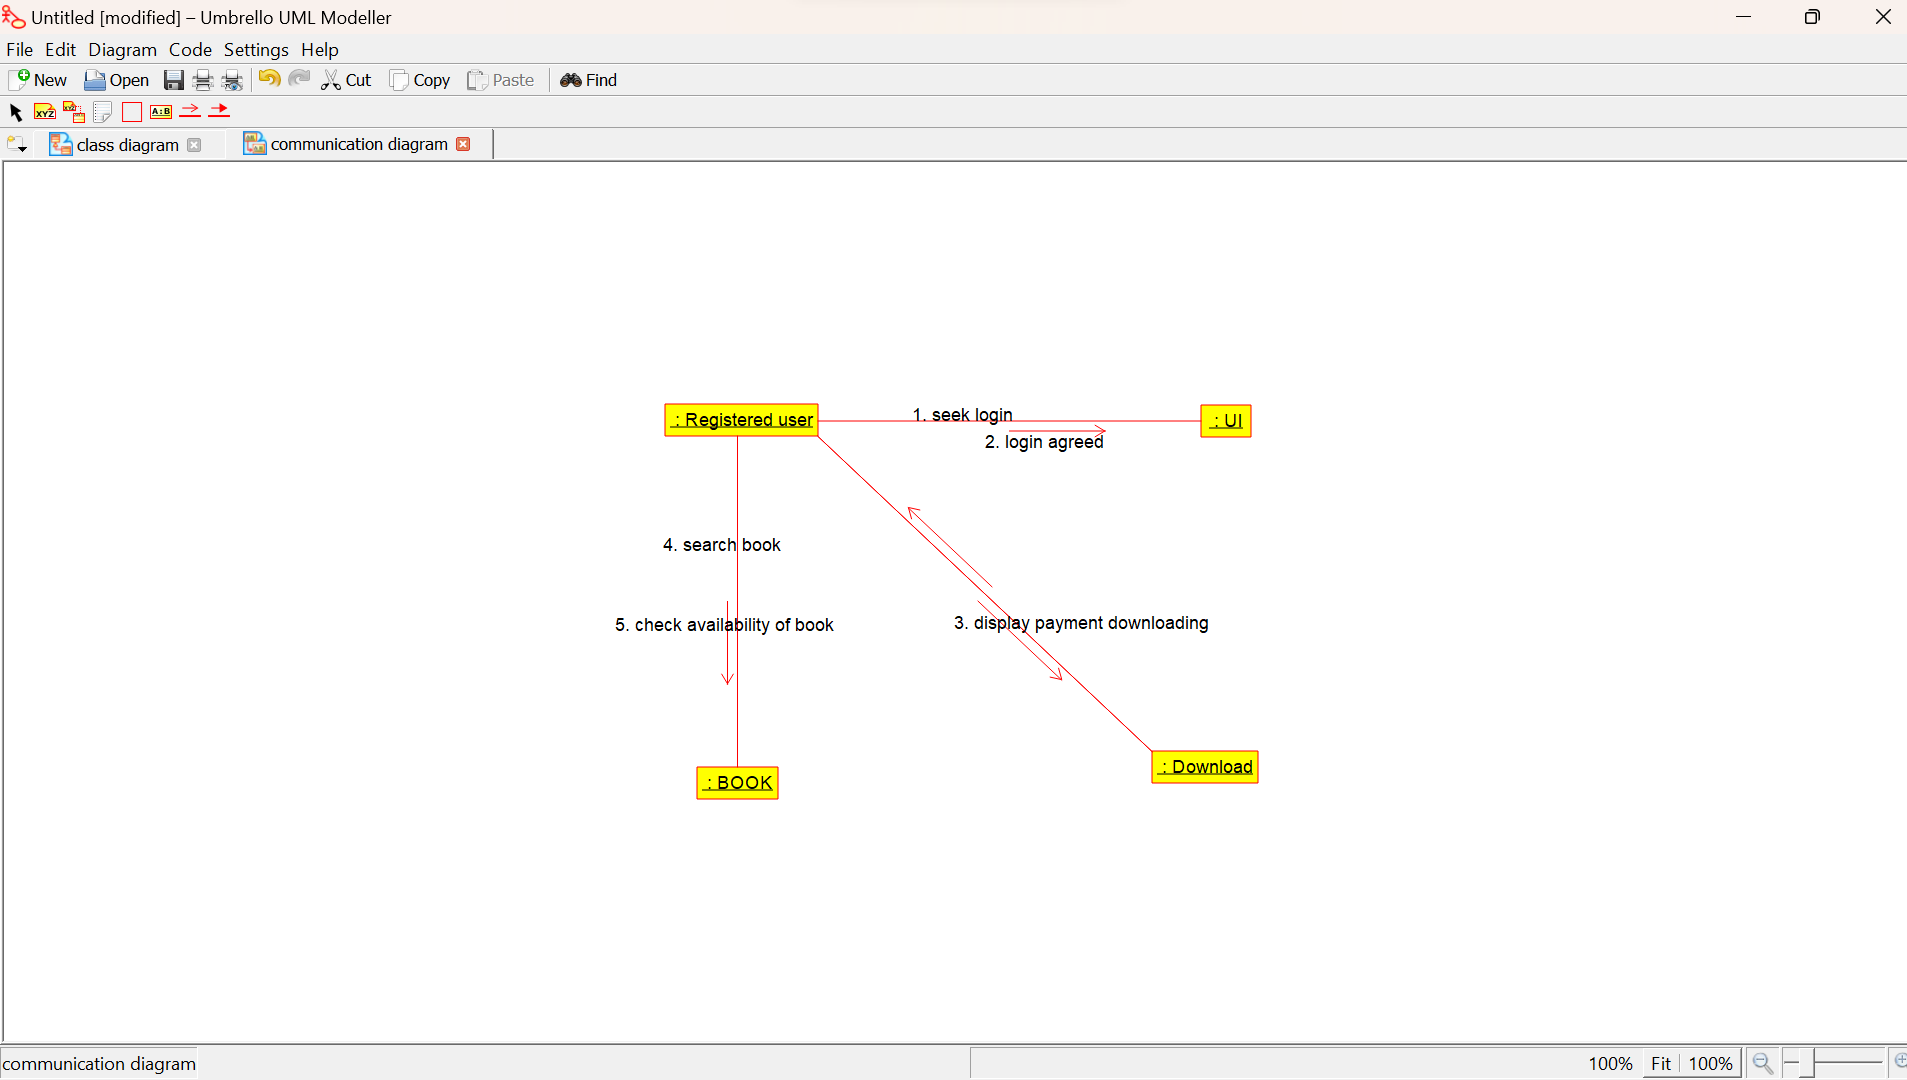 Untitled [modified] – Umbrello UML Modeller
File Edit Diagram Code Settings Help
New Open Cut Copy Paste Find
XYZ XYZ A:B
class diagram communication diagram
: Registered user
1. seek login
: UI
2. login agreed
4. search book
5. check availability of book
3. display payment downloading
: Download
: BOOK
communication diagram
100% Fit 100%